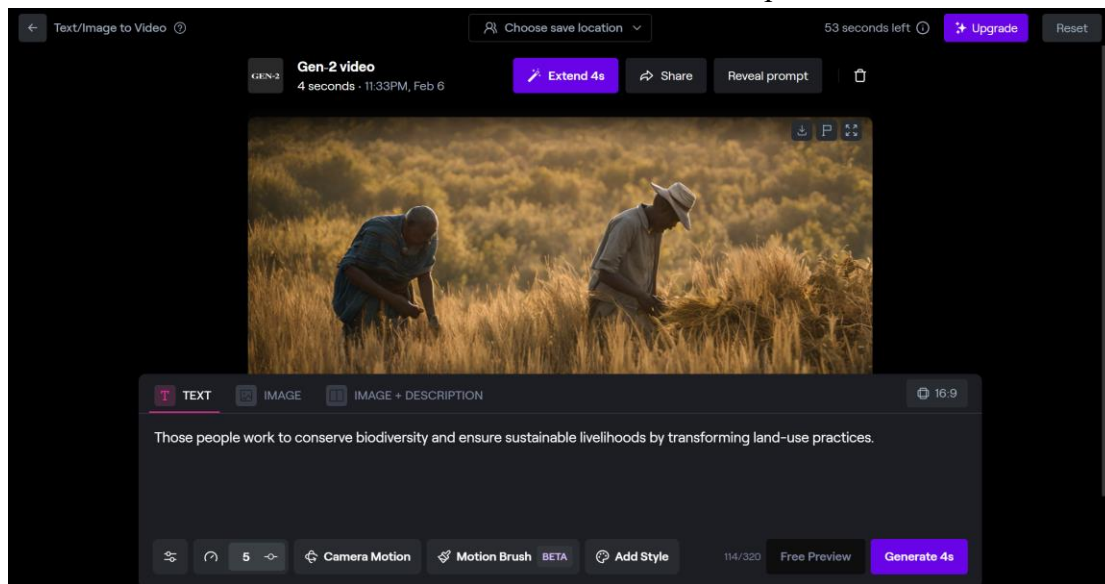 Text/Image to Video
Choose save location
53 seconds left
Upgrade
Reset
GEN-2
Gen-2 video
4 seconds · 11:33PM, Feb 6
Extend 4s
Share
Reveal prompt
T TEXT
IMAGE
IMAGE + DESCRIPTION
16:9
Those people work to conserve biodiversity and ensure sustainable livelihoods by transforming land-use practices.
5
Camera Motion
Motion Brush BETA
Add Style
114/320
Free Preview
Generate 4s